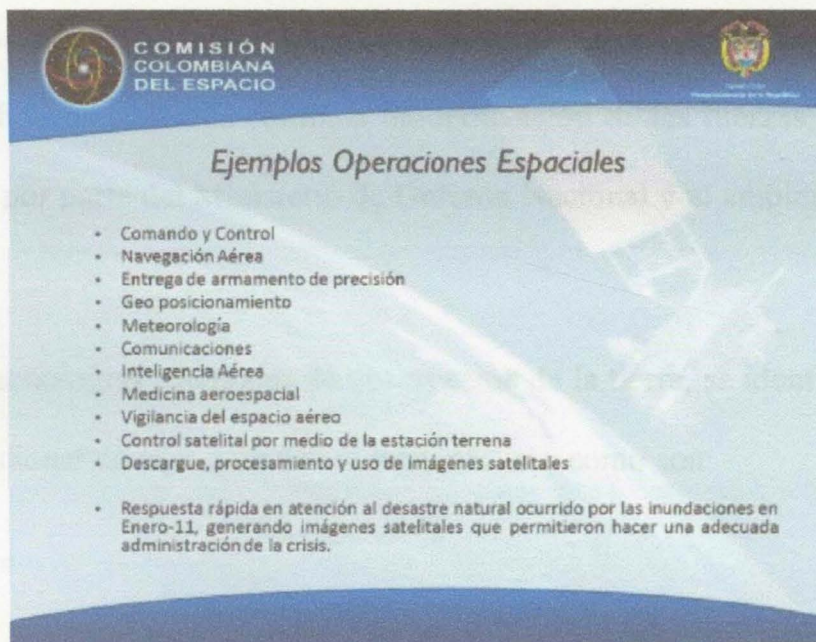 COMISIÓN
COLOMBIANA
DEL ESPACIO
Ejemplos Operaciones Espaciales
• Comando y Control
• Navegación Aérea
• Entrega de armamento de precisión
• Geo posicionamiento
• Meteorología
• Comunicaciones
• Inteligencia Aérea
• Medicina aeroespacial
• Vigilancia del espacio aéreo
• Control satelital por medio de la estación terrena
• Descargue, procesamiento y uso de imágenes satelitales
• Respuesta rápida en atención al desastre natural ocurrido por las inundaciones en
Enero-11, generando imágenes satelitales que permitieron hacer una adecuada
administración de la crisis.